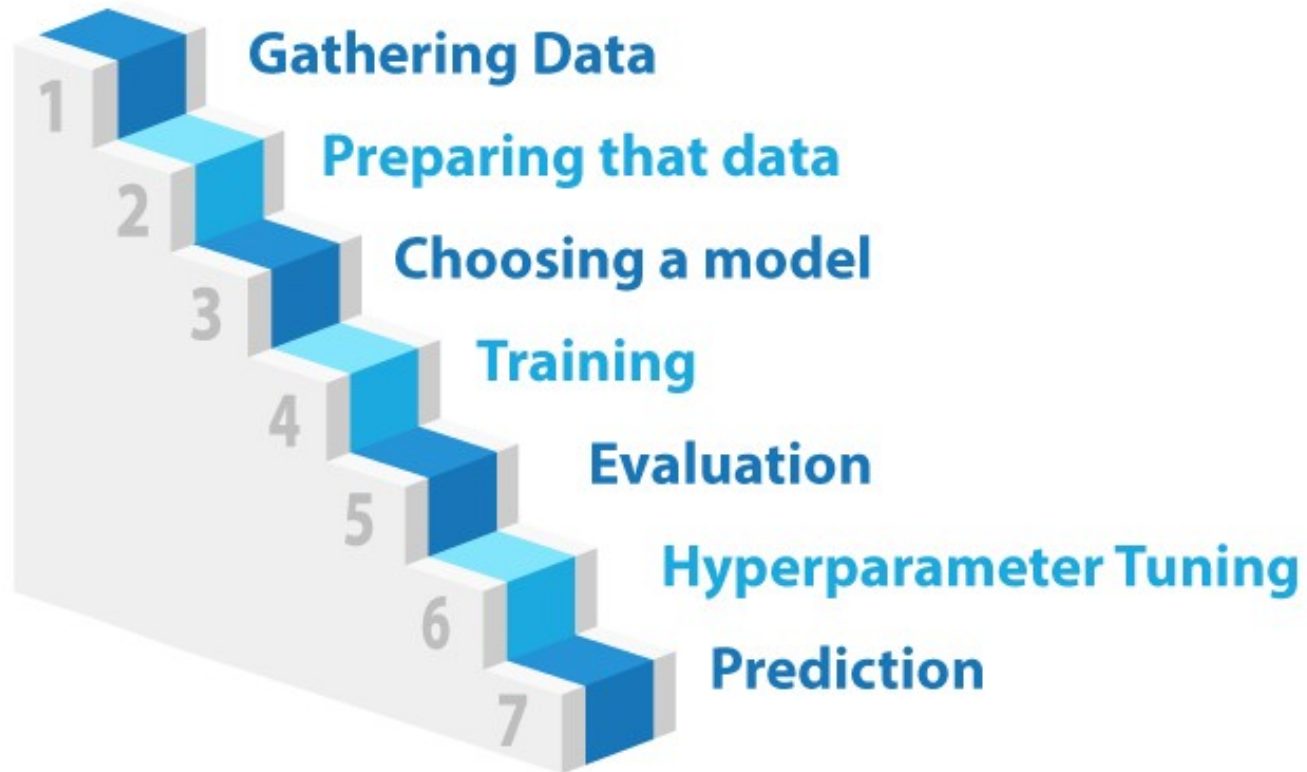 1 Gathering Data
2 Preparing that data
3 Choosing a model
4 Training
5 Evaluation
6 Hyperparameter Tuning
7 Prediction